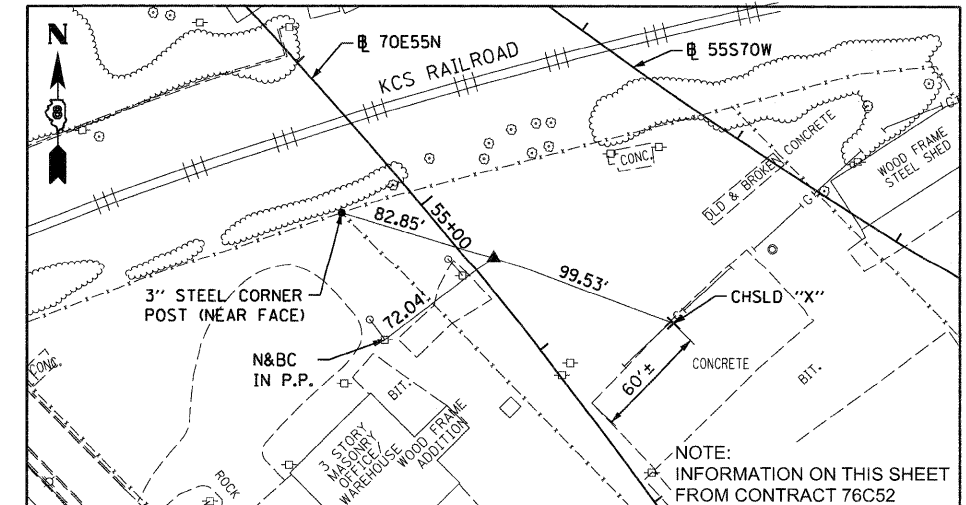 N
8
℄ 70E55N
KCS RAILROAD
℄ 55S70W
CONC.
OLD & BROKEN CONCRETE
WOOD FRAME
STEEL SHED
G
G
55+00
82.85'
99.53'
72.04'
3" STEEL CORNER
POST (NEAR FACE)
CHSLD "X"
N&BC
IN P.P.
60'±
CONCRETE
BIT.
BIT.
CONC.
3 STORY
MASONRY
OFFICE/
WAREHOUSE
WOOD FRAME
ADDITION
ROCK
NOTE:
INFORMATION ON THIS SHEET
FROM CONTRACT 76C52